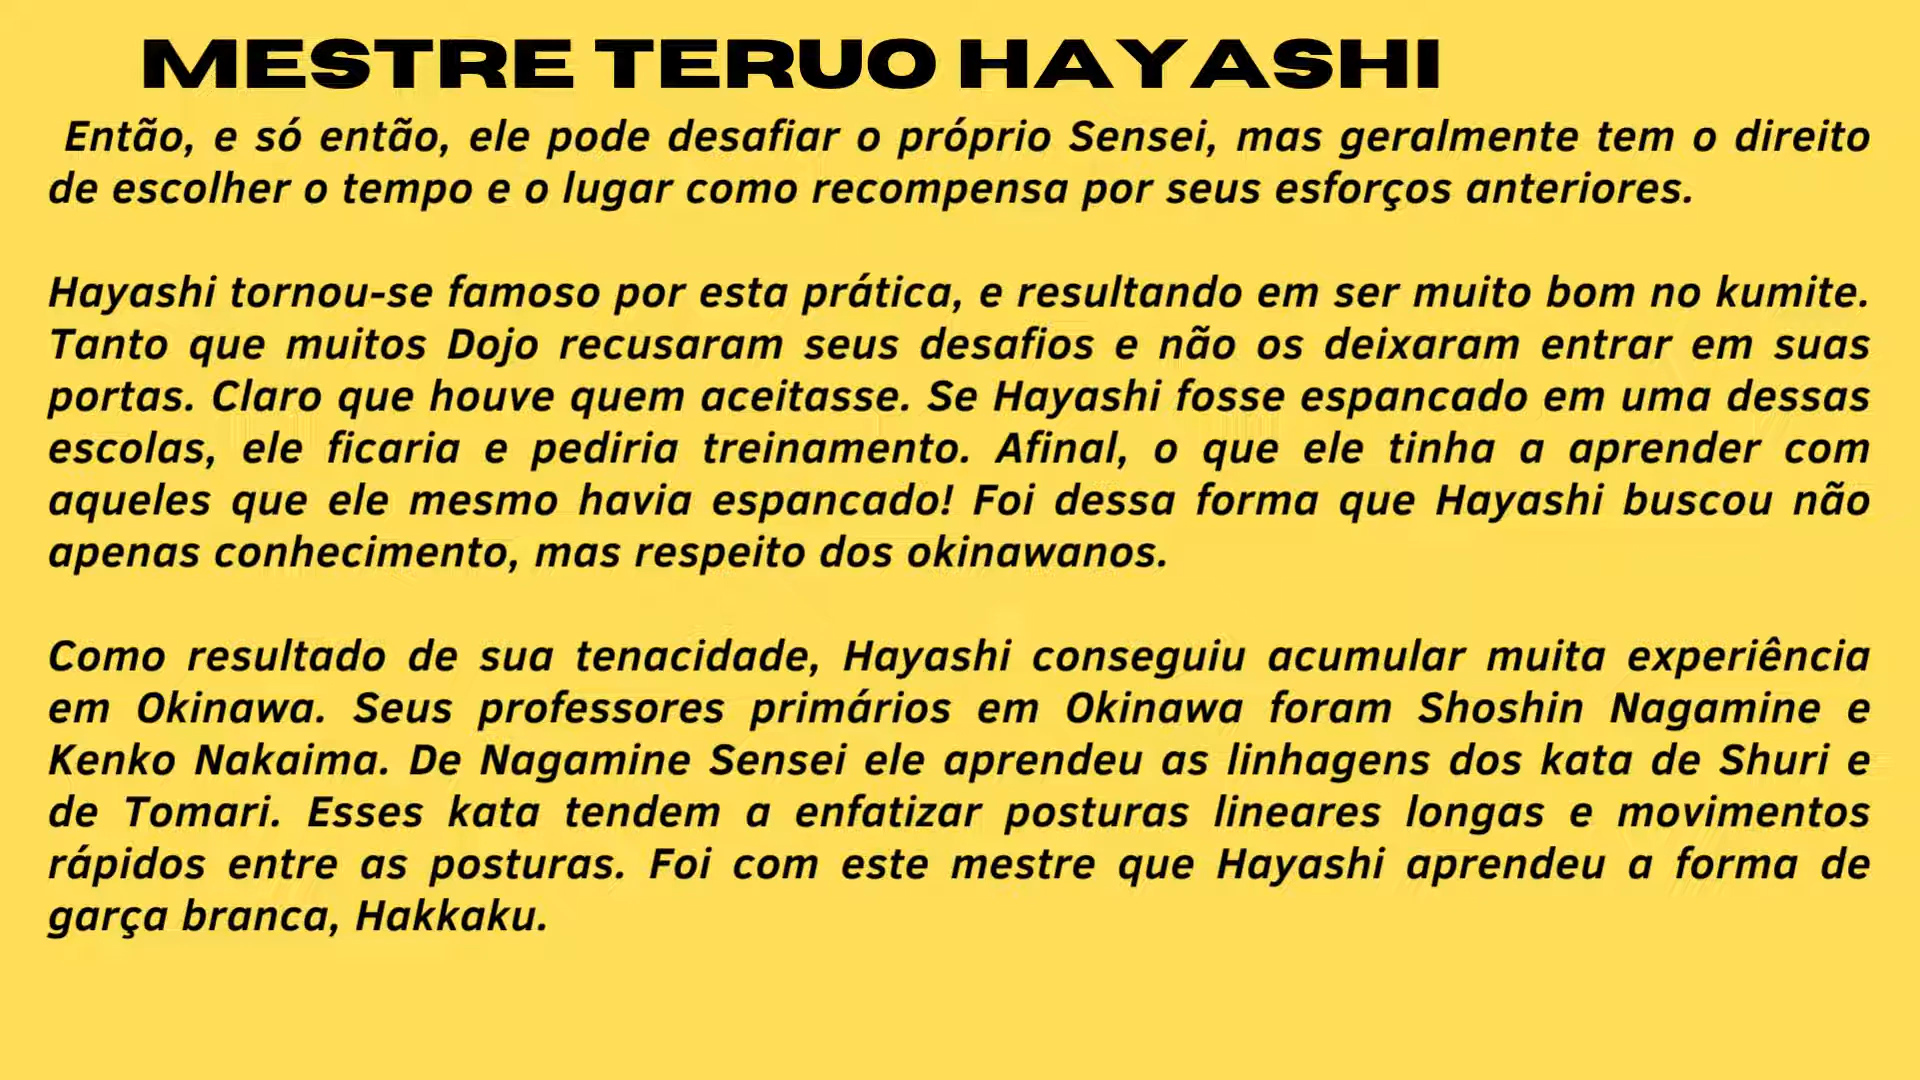 MESTRE TERUO HAYASHI
Então, e só então, ele pode desafiar o próprio Sensei, mas geralmente tem o direito
de escolher o tempo e o lugar como recompensa por seus esforços anteriores.
Hayashi tornou-se famoso por esta prática, e resultando em ser muito bom no kumite.
Tanto que muitos Dojo recusaram seus desafios e não os deixaram entrar em suas
portas. Claro que houve quem aceitasse. Se Hayashi fosse espancado em uma dessas
escolas, ele ficaria e pediria treinamento. Afinal, o que ele tinha a aprender com
aqueles que ele mesmo havia espancado! Foi dessa forma que Hayashi buscou não
apenas conhecimento, mas respeito dos okinawanos.
Como resultado de sua tenacidade, Hayashi conseguiu acumular muita experiência
em Okinawa. Seus professores primários em Okinawa foram Shoshin Nagamine e
Kenko Nakaima. De Nagamine Sensei ele aprendeu as linhagens dos kata de Shuri e
de Tomari. Esses kata tendem a enfatizar posturas lineares longas e movimentos
rápidos entre as posturas. Foi com este mestre que Hayashi aprendeu a forma de
garça branca, Hakkaku.